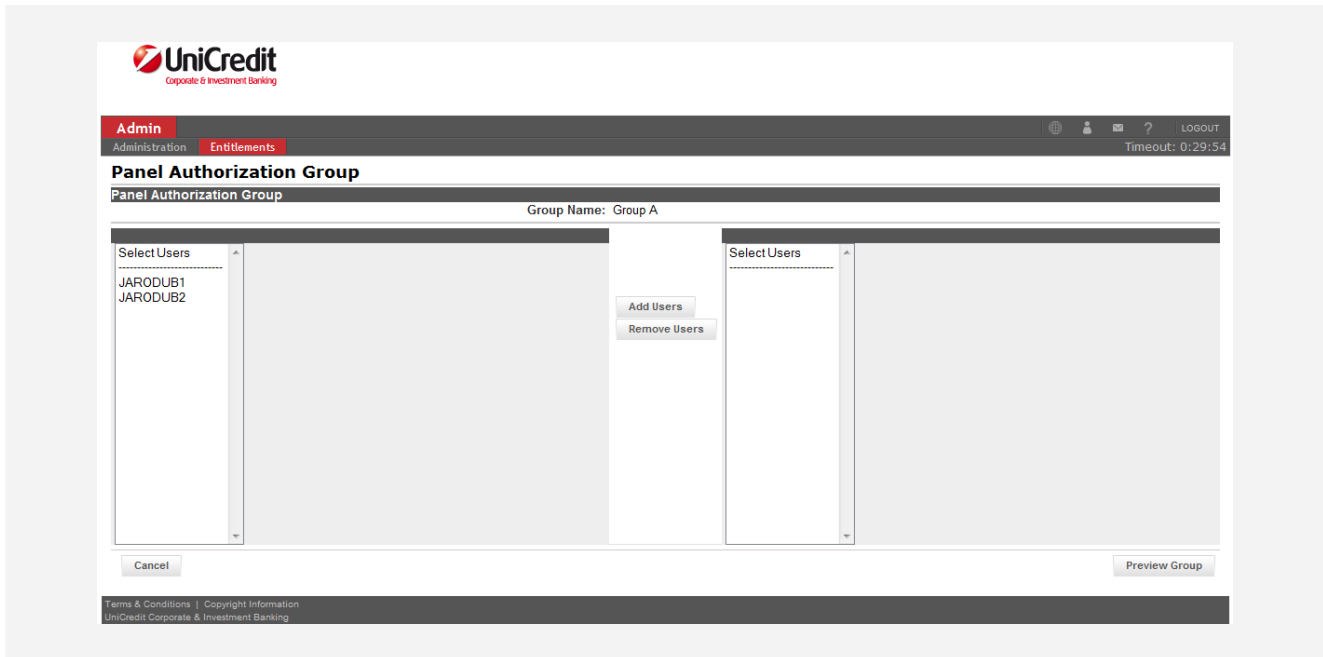 UniCredit
Corporate & Investment Banking
Admin
? LOGOUT
Administration Entitlements Timeout: 0:29:54
Panel Authorization Group
Panel Authorization Group
Group Name: Group A
Select Users Select Users
---------------------------- ----------------------------
JARODUB1
JARODUB2
Add Users
Remove Users
Cancel Preview Group
Terms & Conditions | Copyright Information
UniCredit Corporate & Investment Banking